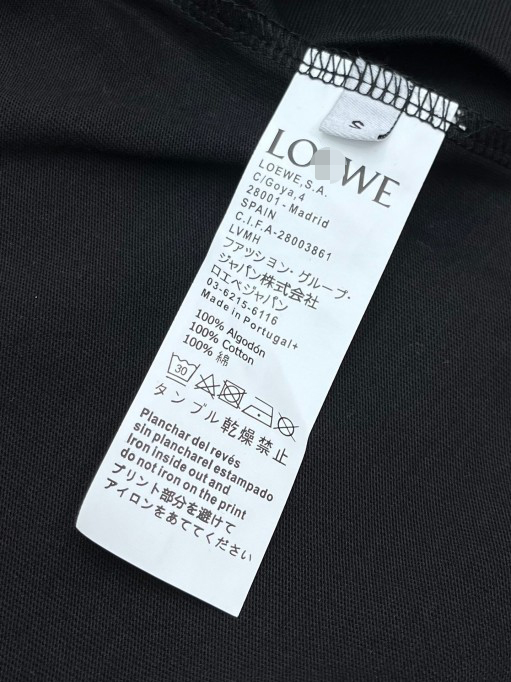 S
LO WE
LOEWE,S.A.
C/Goya,4
28001-Madrid
SPAIN
C.I.F.A-28003861
LVMH
ファッション・グループ・
ジャパン株式会社
ロエベジャパン
03-6215-6116
Made in Portugal+
100% Algodón
100% Cotton
100% 綿
30
タンブル乾燥禁止
Planchar del revés
sin plancharel estampado
Iron inside out and
do not iron on the print
プリント部分を避けて
アイロンをあててください